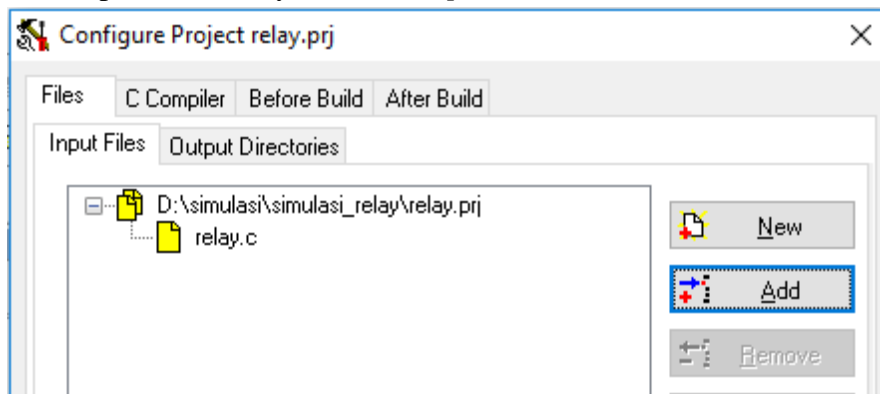 Configure Project relay.prj
Files C Compiler Before Build After Build
Input Files Output Directories
D:\simulasi\simulasi_relay\relay.prj
relay.c
New
Add
Remove